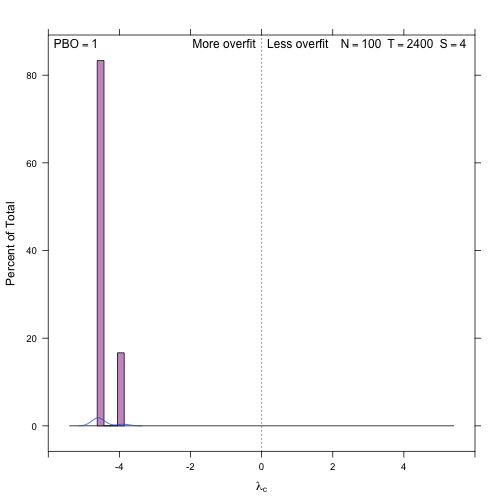 PBO = 1 More overfit Less overfit N = 100 T = 2400 S = 4
80
60
40
20
0
Percent of Total
-4 -2 0 2 4
λc